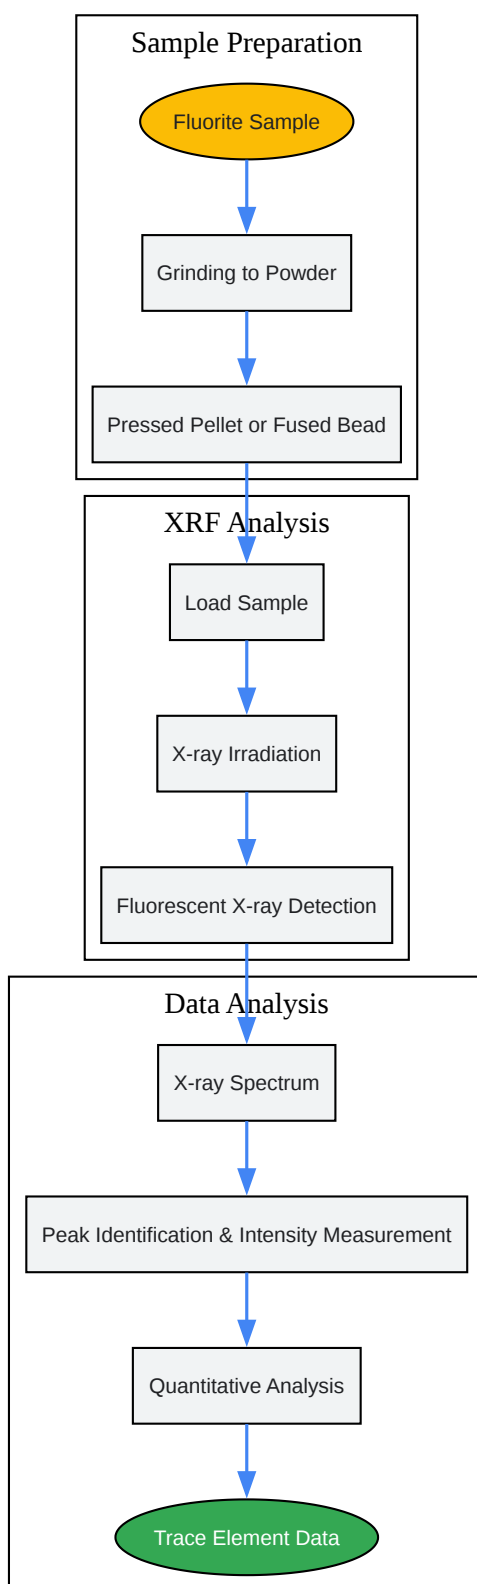 Sample Preparation
Fluorite Sample
Grinding to Powder
Pressed Pellet or Fused Bead
XRF Analysis
Load Sample
X-ray Irradiation
Fluorescent X-ray Detection
Data Analysis
X-ray Spectrum
Peak Identification & Intensity Measurement
Quantitative Analysis
Trace Element Data